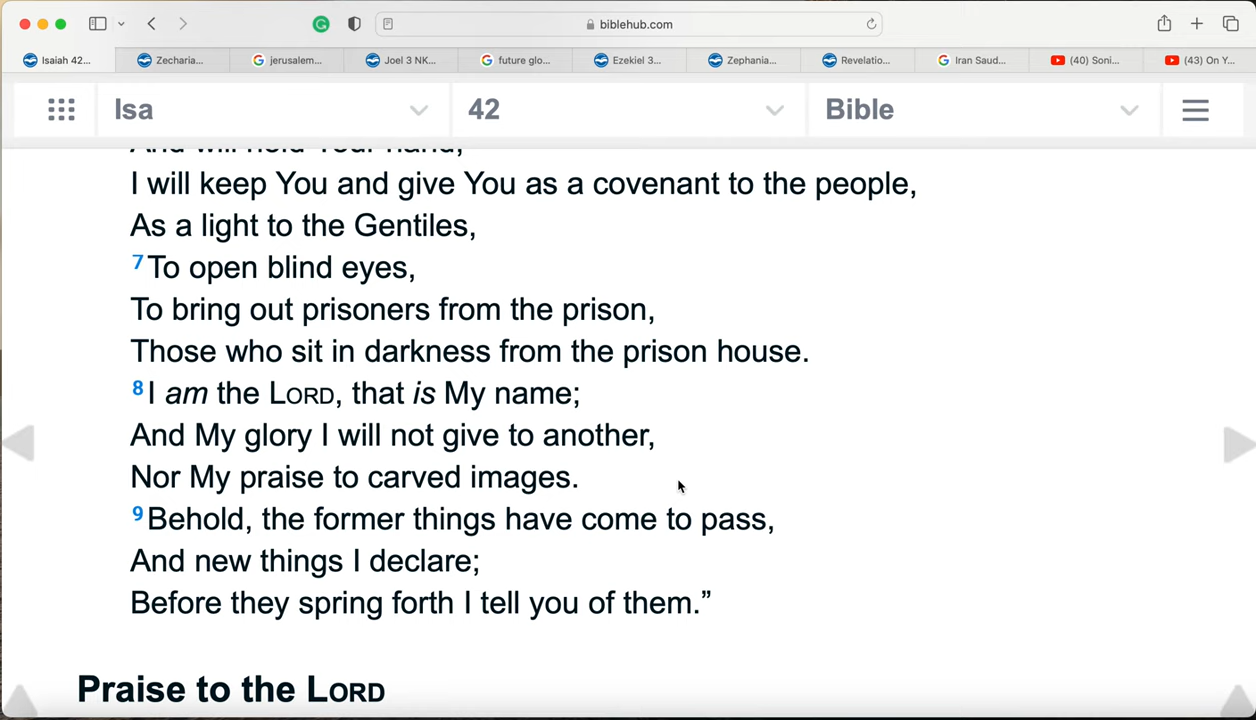 biblehub.com
Isaiah 42...
Zecharia...
jerusalem...
Joel 3 NK...
future glo...
Ezekiel 3...
Zephania...
Revelatio...
Iran Saud...
(40) Soni...
(43) On Y...
Isa
42
Bible
And will hold Your hand,
I will keep You and give You as a covenant to the people,
As a light to the Gentiles,
7 To open blind eyes,
To bring out prisoners from the prison,
Those who sit in darkness from the prison house.
8 I am the LORD, that is My name;
And My glory I will not give to another,
Nor My praise to carved images.
9 Behold, the former things have come to pass,
And new things I declare;
Before they spring forth I tell you of them.”
Praise to the LORD